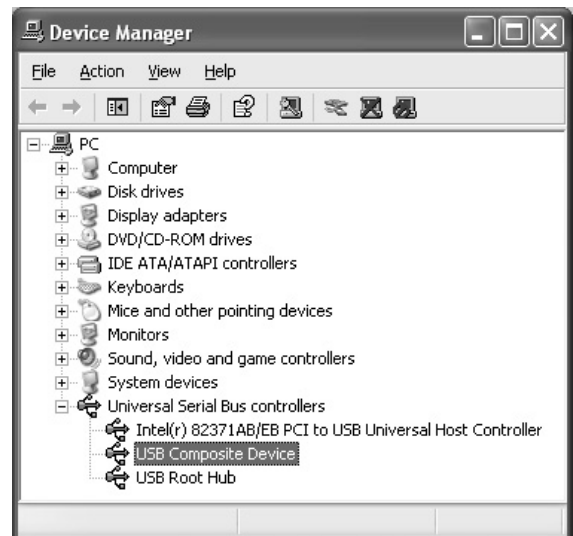 Device Manager
File Action View Help
PC
Computer
Disk drives
Display adapters
DVD/CD-ROM drives
IDE ATA/ATAPI controllers
Keyboards
Mice and other pointing devices
Monitors
Sound, video and game controllers
System devices
Universal Serial Bus controllers
Intel(r) 82371AB/EB PCI to USB Universal Host Controller
USB Composite Device
USB Root Hub